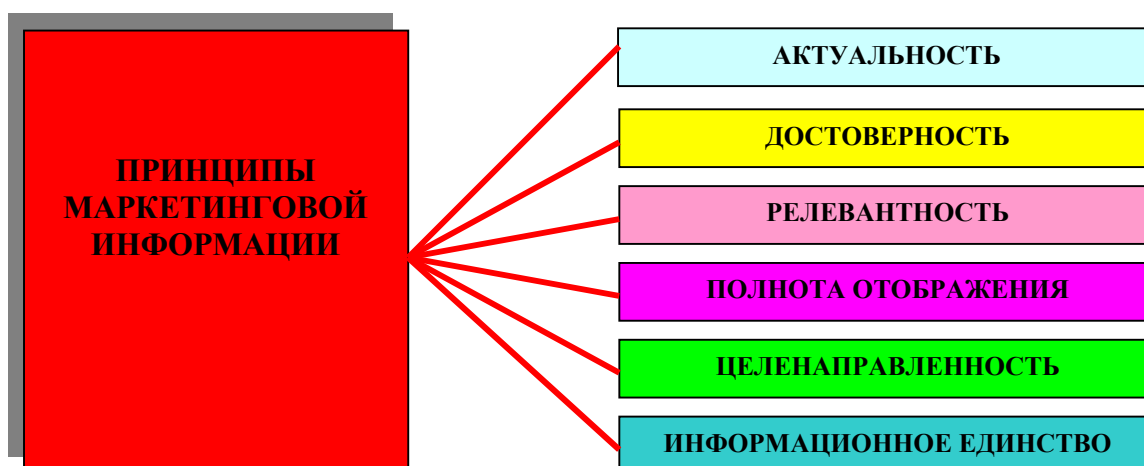 ПРИНЦИПЫ
МАРКЕТИНГОВОЙ
ИНФОРМАЦИИ
АКТУАЛЬНОСТЬ
ДОСТОВЕРНОСТЬ
РЕЛЕВАНТНОСТЬ
ПОЛНОТА ОТОБРАЖЕНИЯ
ЦЕЛЕНАПРАВЛЕННОСТЬ
ИНФОРМАЦИОННОЕ ЕДИНСТВО